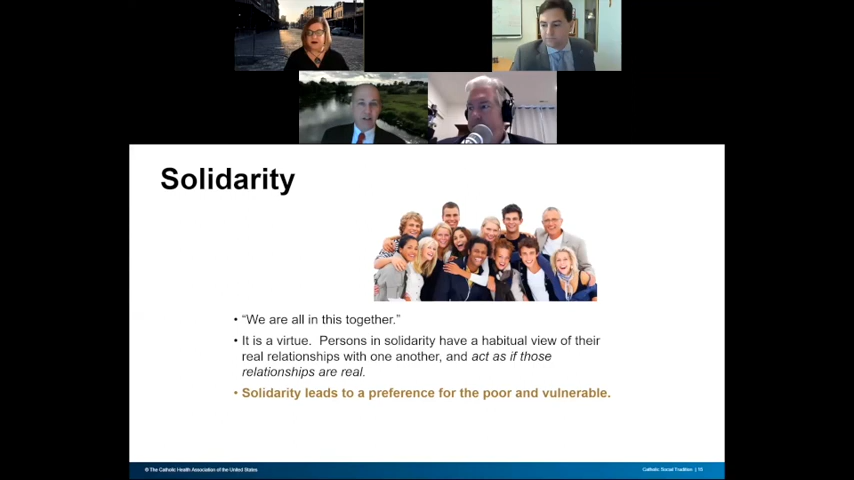 Solidarity
• “We are all in this together.”
• It is a virtue. Persons in solidarity have a habitual view of their
real relationships with one another, and act as if those
relationships are real.
• Solidarity leads to a preference for the poor and vulnerable.
© The Catholic Health Association of the United States
Catholic Social Tradition | 15